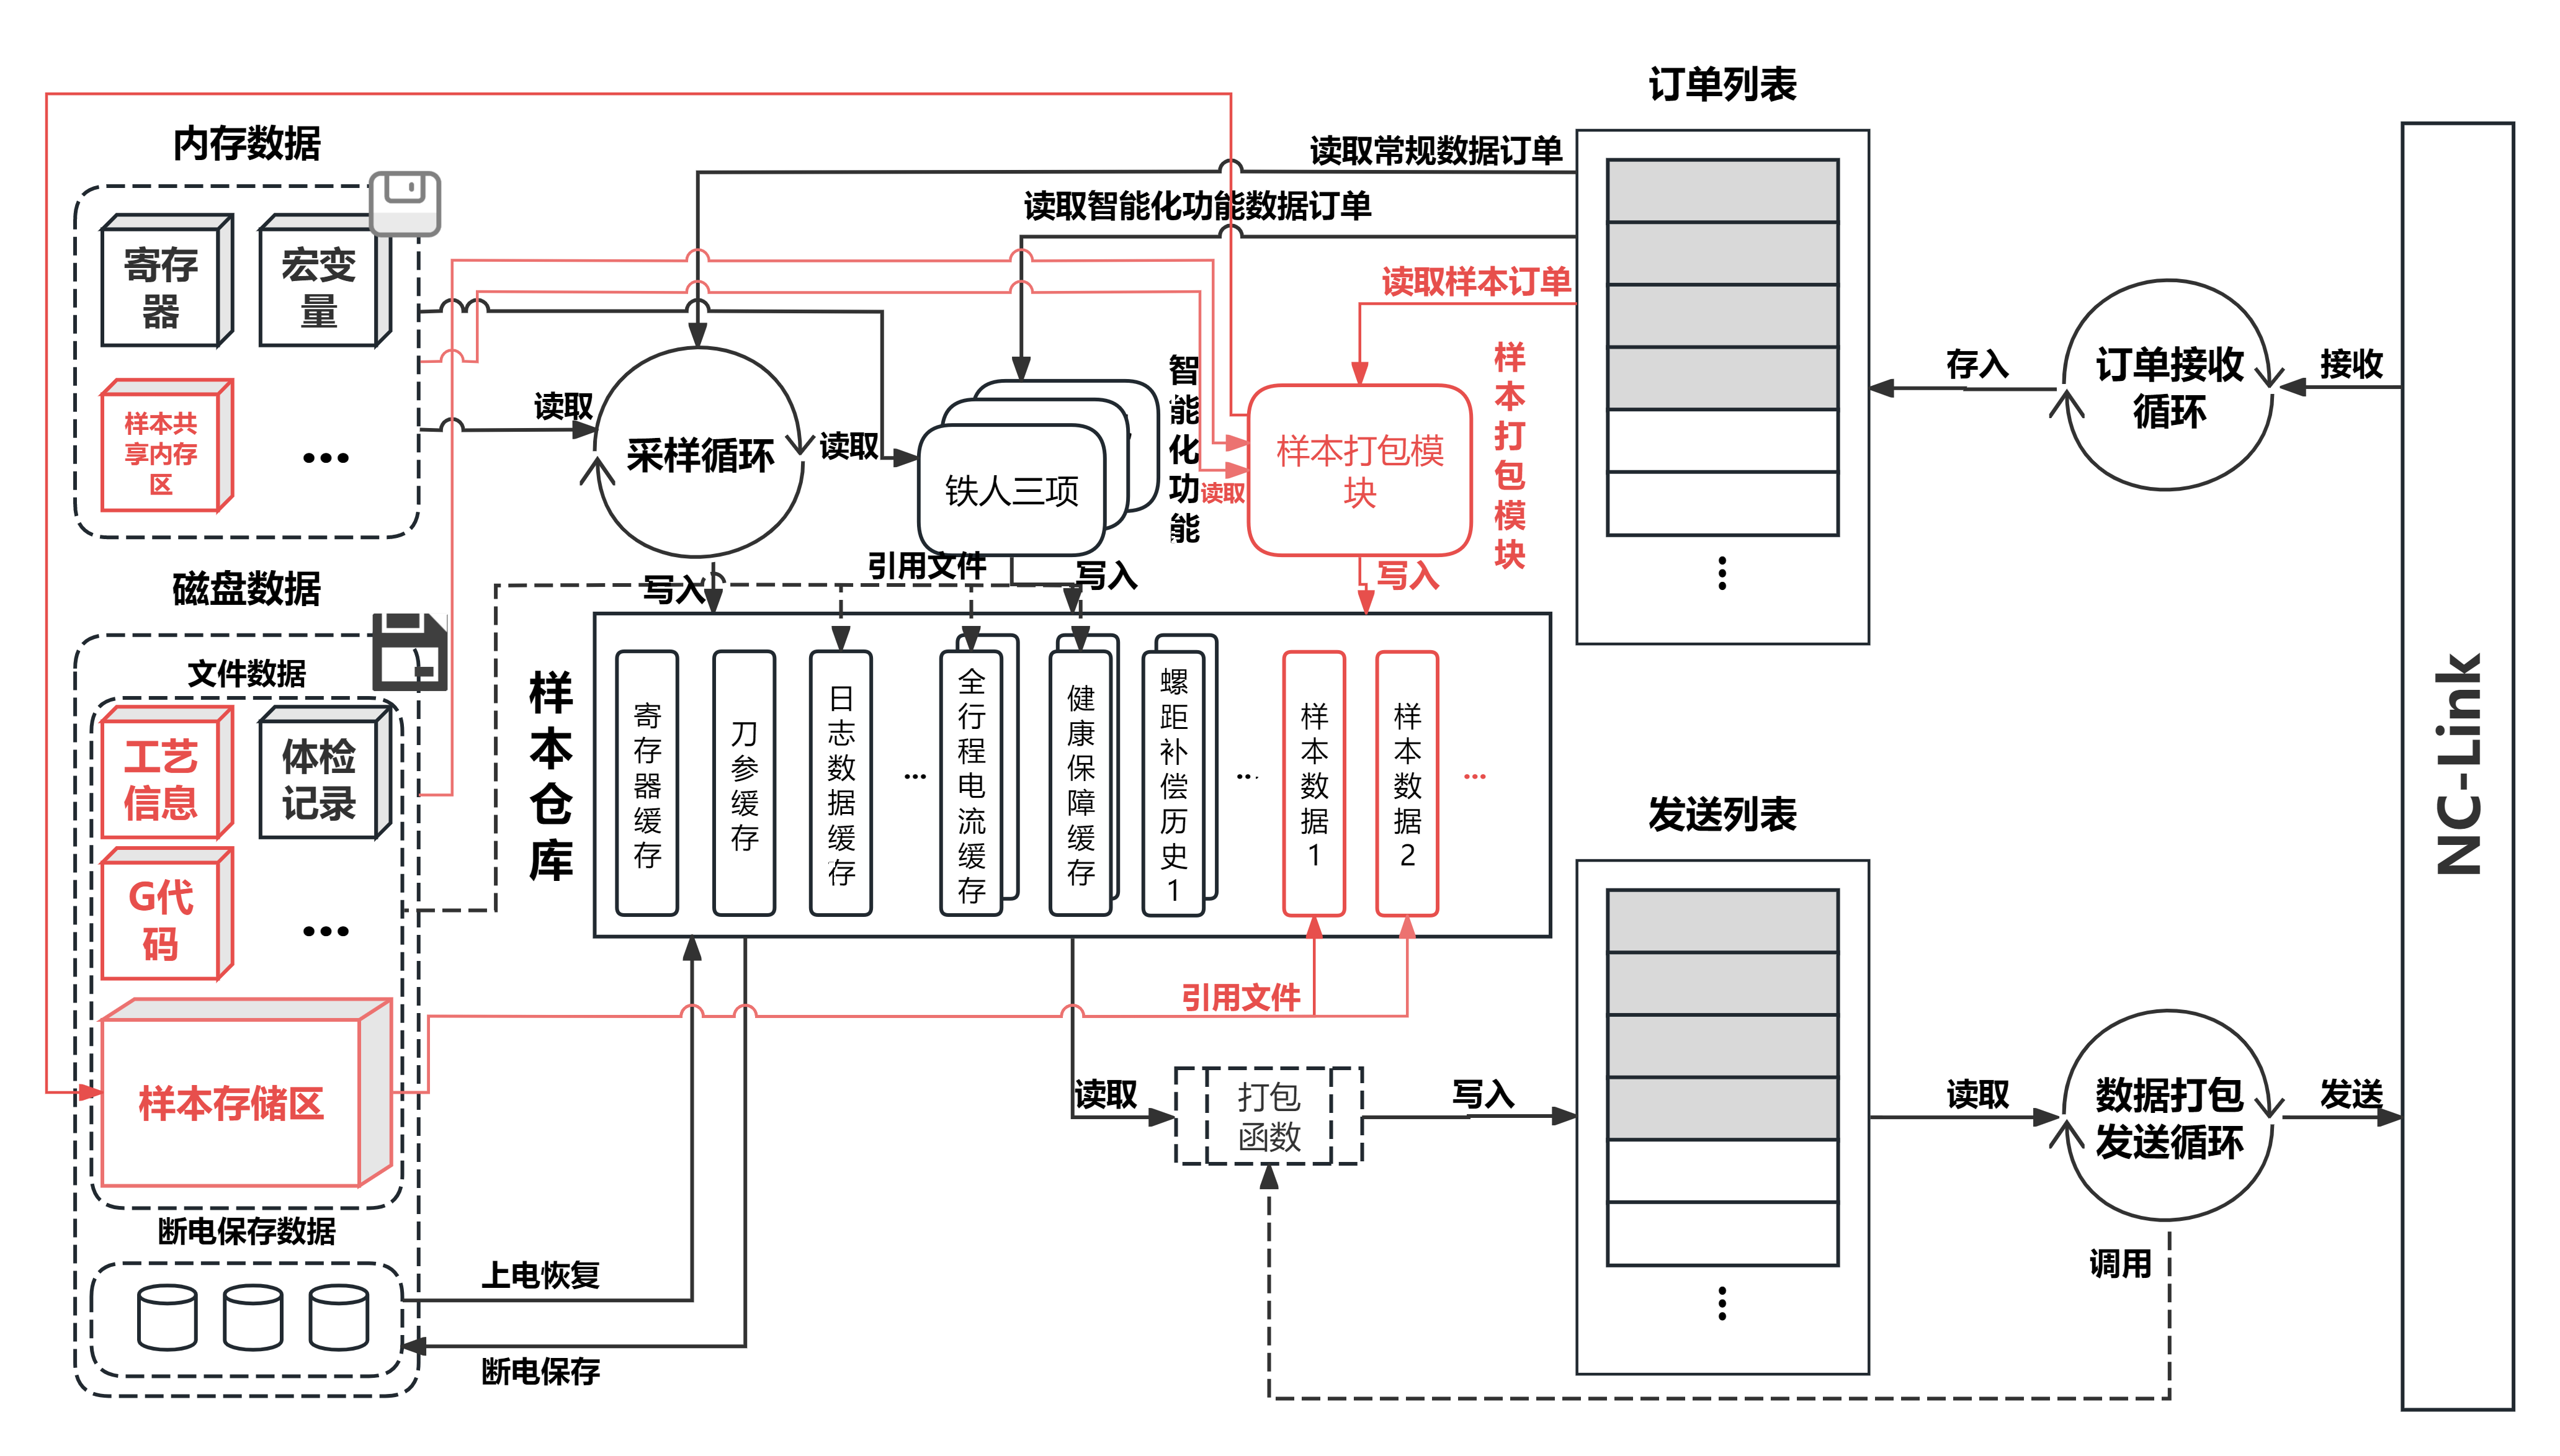 订单列表
内存数据
读取常规数据订单
读取智能化功能数据订单
寄存
器
宏变
量
读取样本订单
样本共
享内存
区
...
读取
采样循环
读取
铁人三项
智
能
化
功
能
读取
样本打包模
块
样
本
打
包
模
块
存入
订单接收
循环
接收
磁盘数据
写入
引用文件
写入
写入
文件数据
工艺
信息
体检
记录
G代
码
...
样
本
仓
库
寄
存
器
缓
存
刀
参
缓
存
日
志
数
据
缓
存
...
全
行
程
电
流
缓
存
健
康
保
障
缓
存
螺
距
补
偿
历
史
1
...
样
本
数
据
1
样
本
数
据
2
...
发送列表
NC-Link
引用文件
样本存储区
读取
打包
函数
写入
读取
数据打包
发送循环
发送
断电保存数据
上电恢复
断电保存
调用